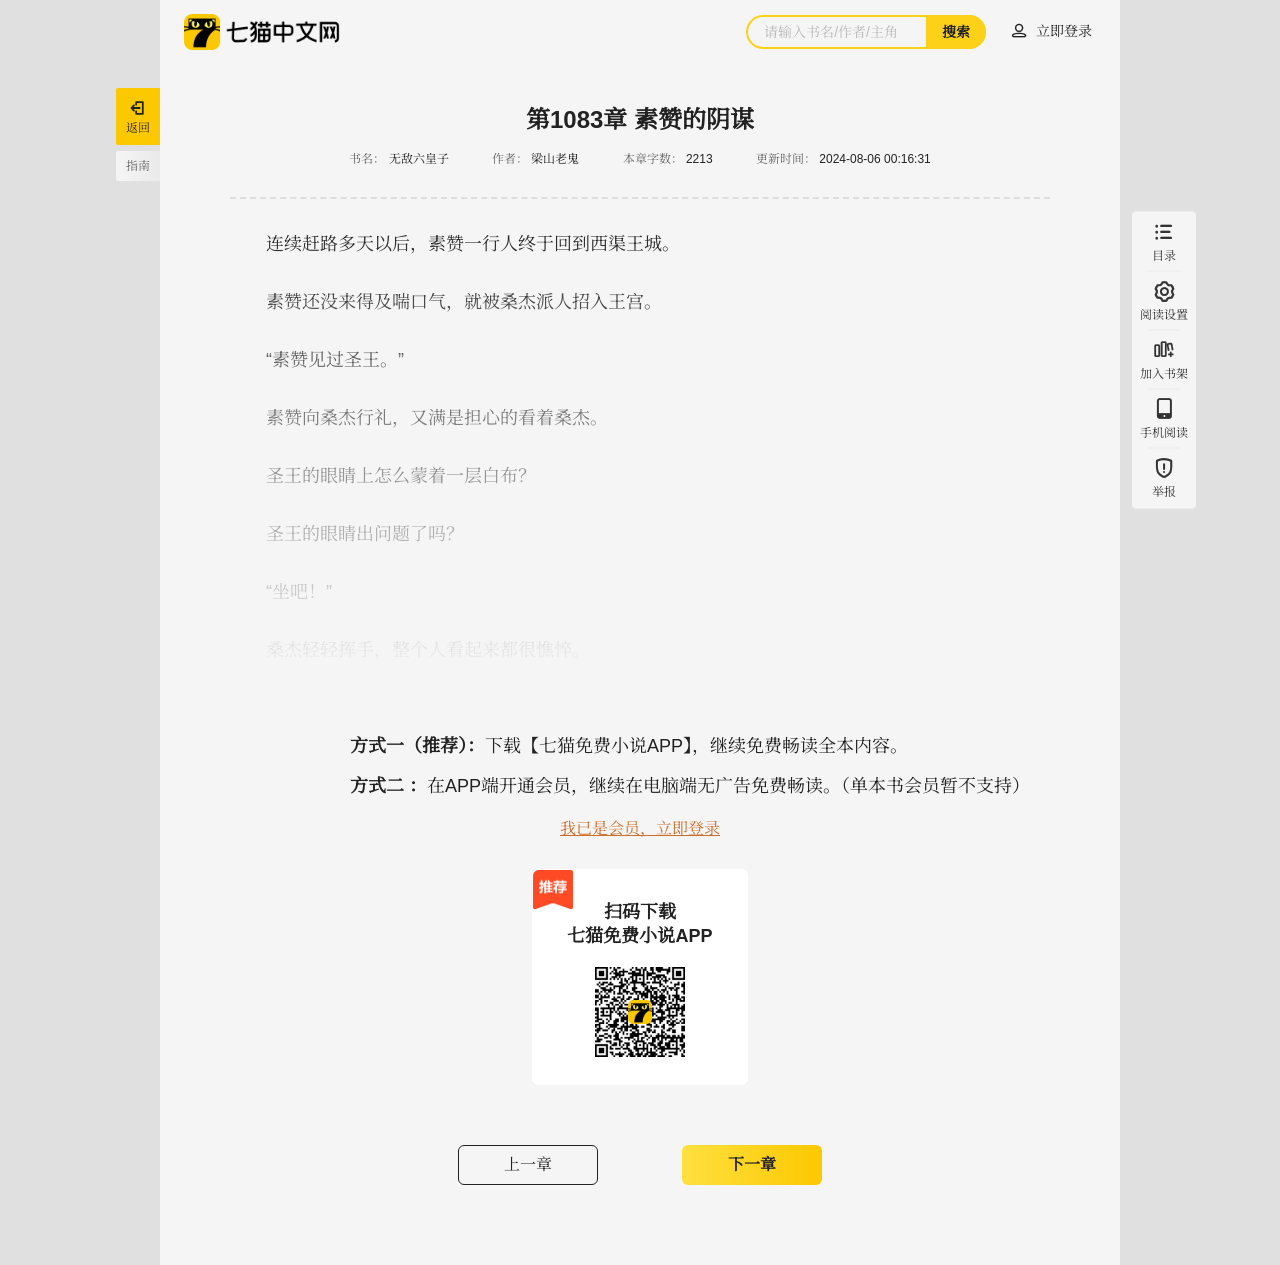 七猫中文网
请输入书名/作者/主角
搜索
立即登录
返回
指南
第1083章 素赞的阴谋
书名： 无敌六皇子 作者： 梁山老鬼 本章字数： 2213 更新时间： 2024-08-06 00:16:31
连续赶路多天以后，素赞一行人终于回到西渠王城。
素赞还没来得及喘口气，就被桑杰派人招入王宫。
“素赞见过圣王。”
素赞向桑杰行礼，又满是担心的看着桑杰。
圣王的眼睛上怎么蒙着一层白布？
圣王的眼睛出问题了吗？
“坐吧！”
桑杰轻轻挥手，整个人看起来都很憔悴。
目录
阅读设置
加入书架
手机阅读
举报
方式一（推荐）：下载【七猫免费小说APP】，继续免费畅读全本内容。
方式二 ：在APP端开通会员，继续在电脑端无广告免费畅读。（单本书会员暂不支持）
我已是会员，立即登录
推荐
扫码下载
七猫免费小说APP
上一章
下一章